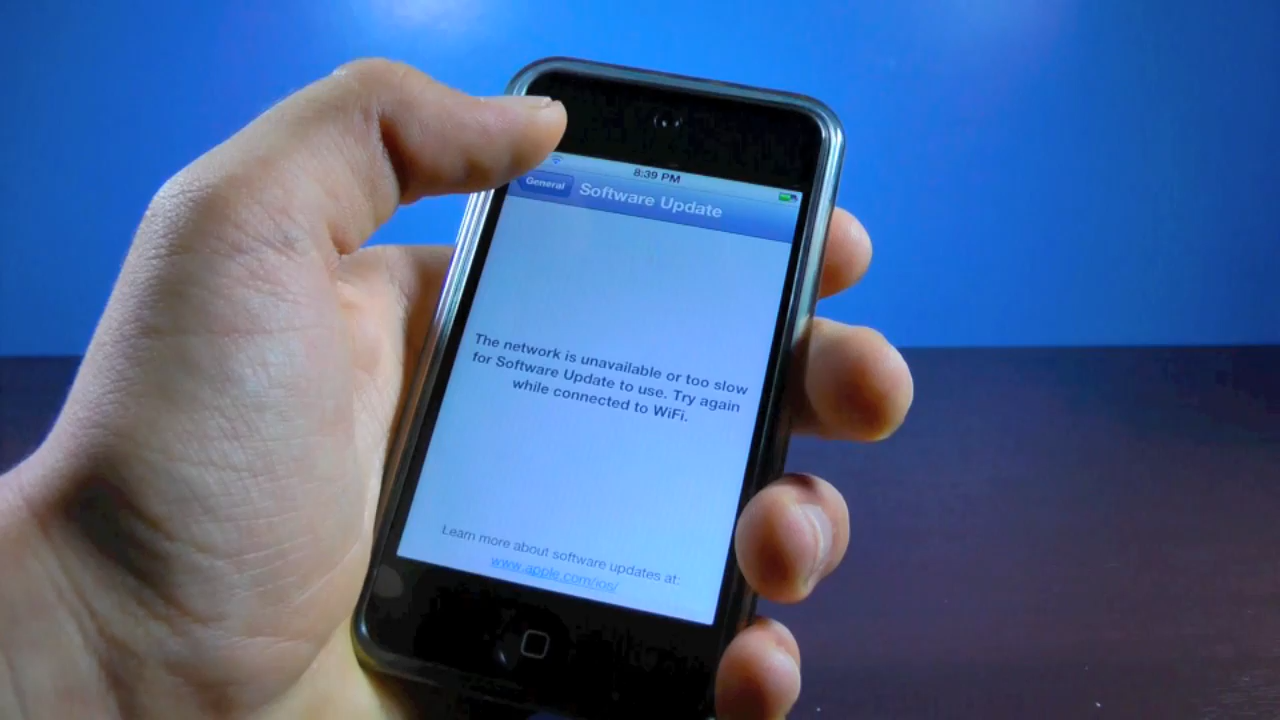 8:39 PM
General
Software Update
The network is unavailable or too slow
for Software Update to use. Try again
while connected to WiFi.
Learn more about software updates at:
www.apple.com/ios/